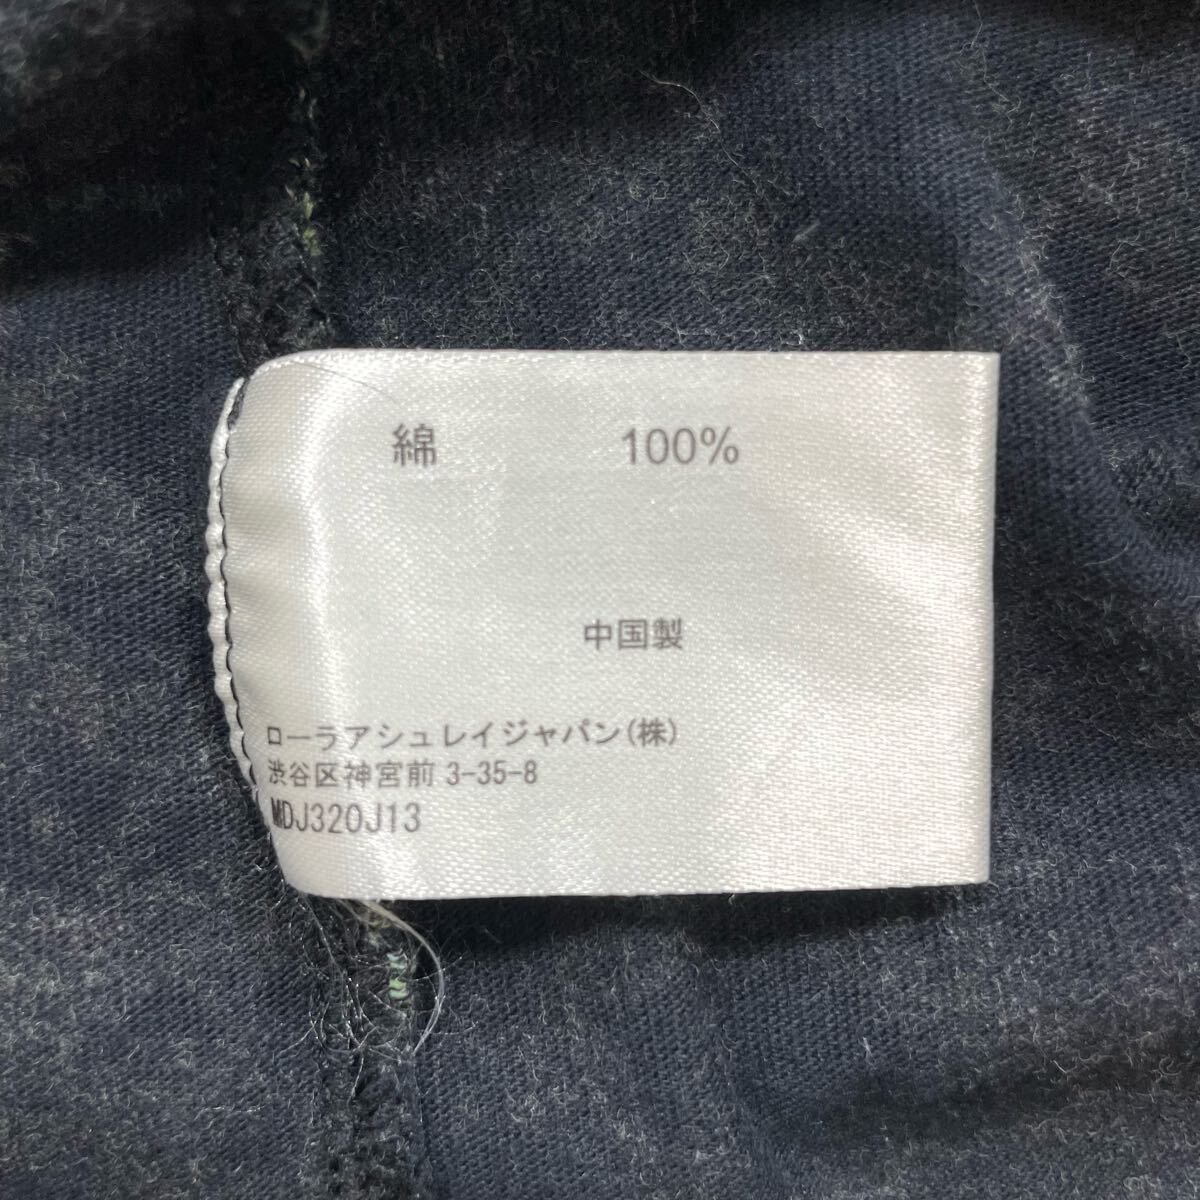 綿 100%
中国製
ローラアシュレイジャパン(株)
渋谷区神宮前 3-35-8
MDJ320J13